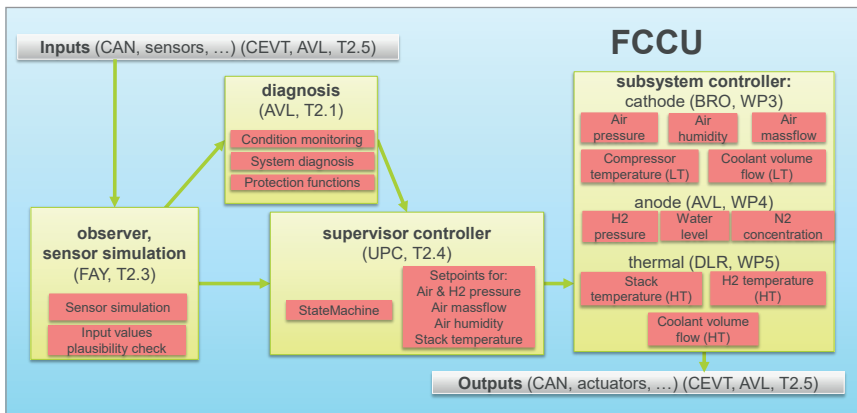 FCCU
Inputs (CAN, sensors, …) (CEVT, AVL, T2.5)
diagnosis
(AVL, T2.1)
Condition monitoring
System diagnosis
Protection functions
observer,
sensor simulation
(FAY, T2.3)
Sensor simulation
Input values
plausibility check
supervisor controller
(UPC, T2.4)
StateMachine
Setpoints for:
Air & H2 pressure
Air massflow
Air humidity
Stack temperature
subsystem controller:
cathode (BRO, WP3)
Air
pressure
Air
humidity
Air
massflow
Compressor
temperature (LT)
Coolant volume
flow (LT)
anode (AVL, WP4)
H2
pressure
Water
level
N2
concentration
thermal (DLR, WP5)
Stack
temperature (HT)
H2 temperature
(HT)
Coolant volume
flow (HT)
Outputs (CAN, actuators, …) (CEVT, AVL, T2.5)